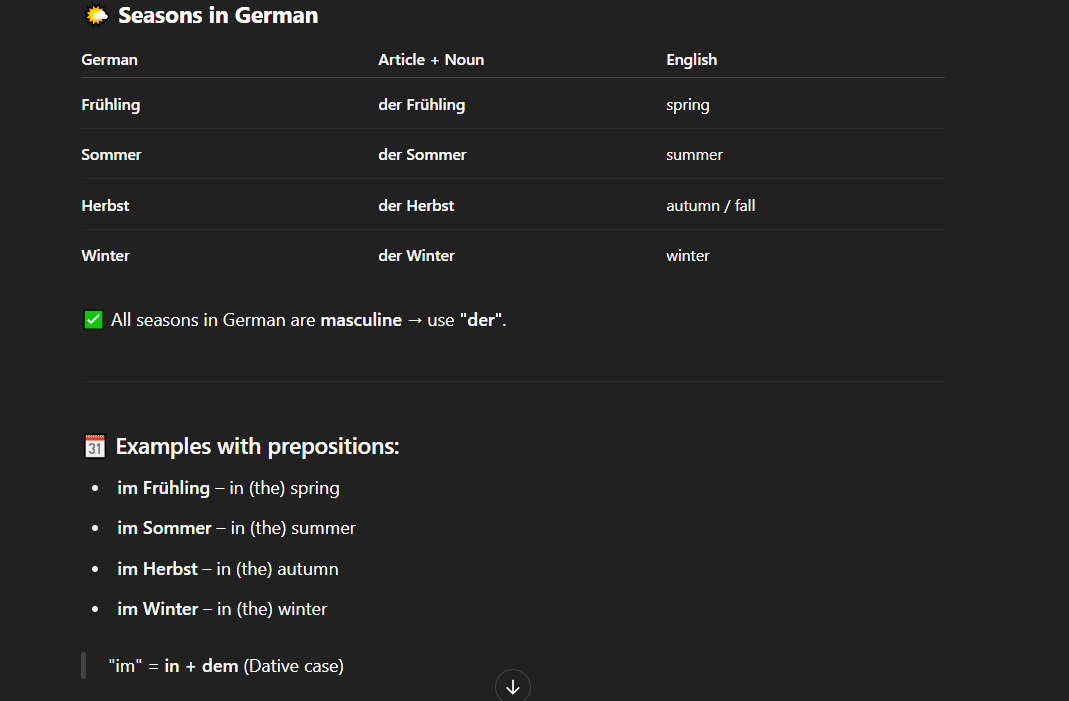 Seasons in German
German Article + Noun English
Frühling der Frühling spring
Sommer der Sommer summer
Herbst der Herbst autumn / fall
Winter der Winter winter
All seasons in German are masculine → use "der".
31 Examples with prepositions:
• im Frühling – in (the) spring
• im Sommer – in (the) summer
• im Herbst – in (the) autumn
• im Winter – in (the) winter
"im" = in + dem (Dative case)